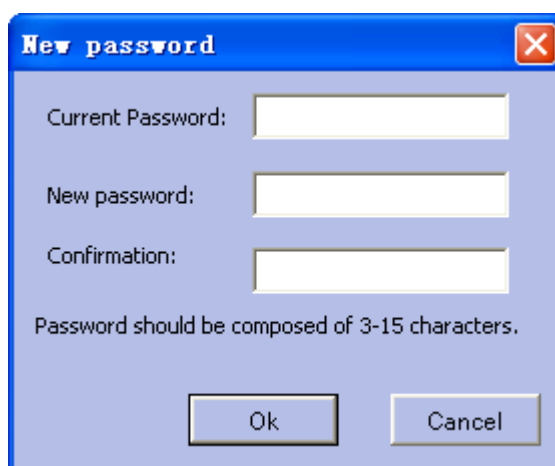 New password
Current Password:
New password:
Confirmation:
Password should be composed of 3-15 characters.
Ok
Cancel